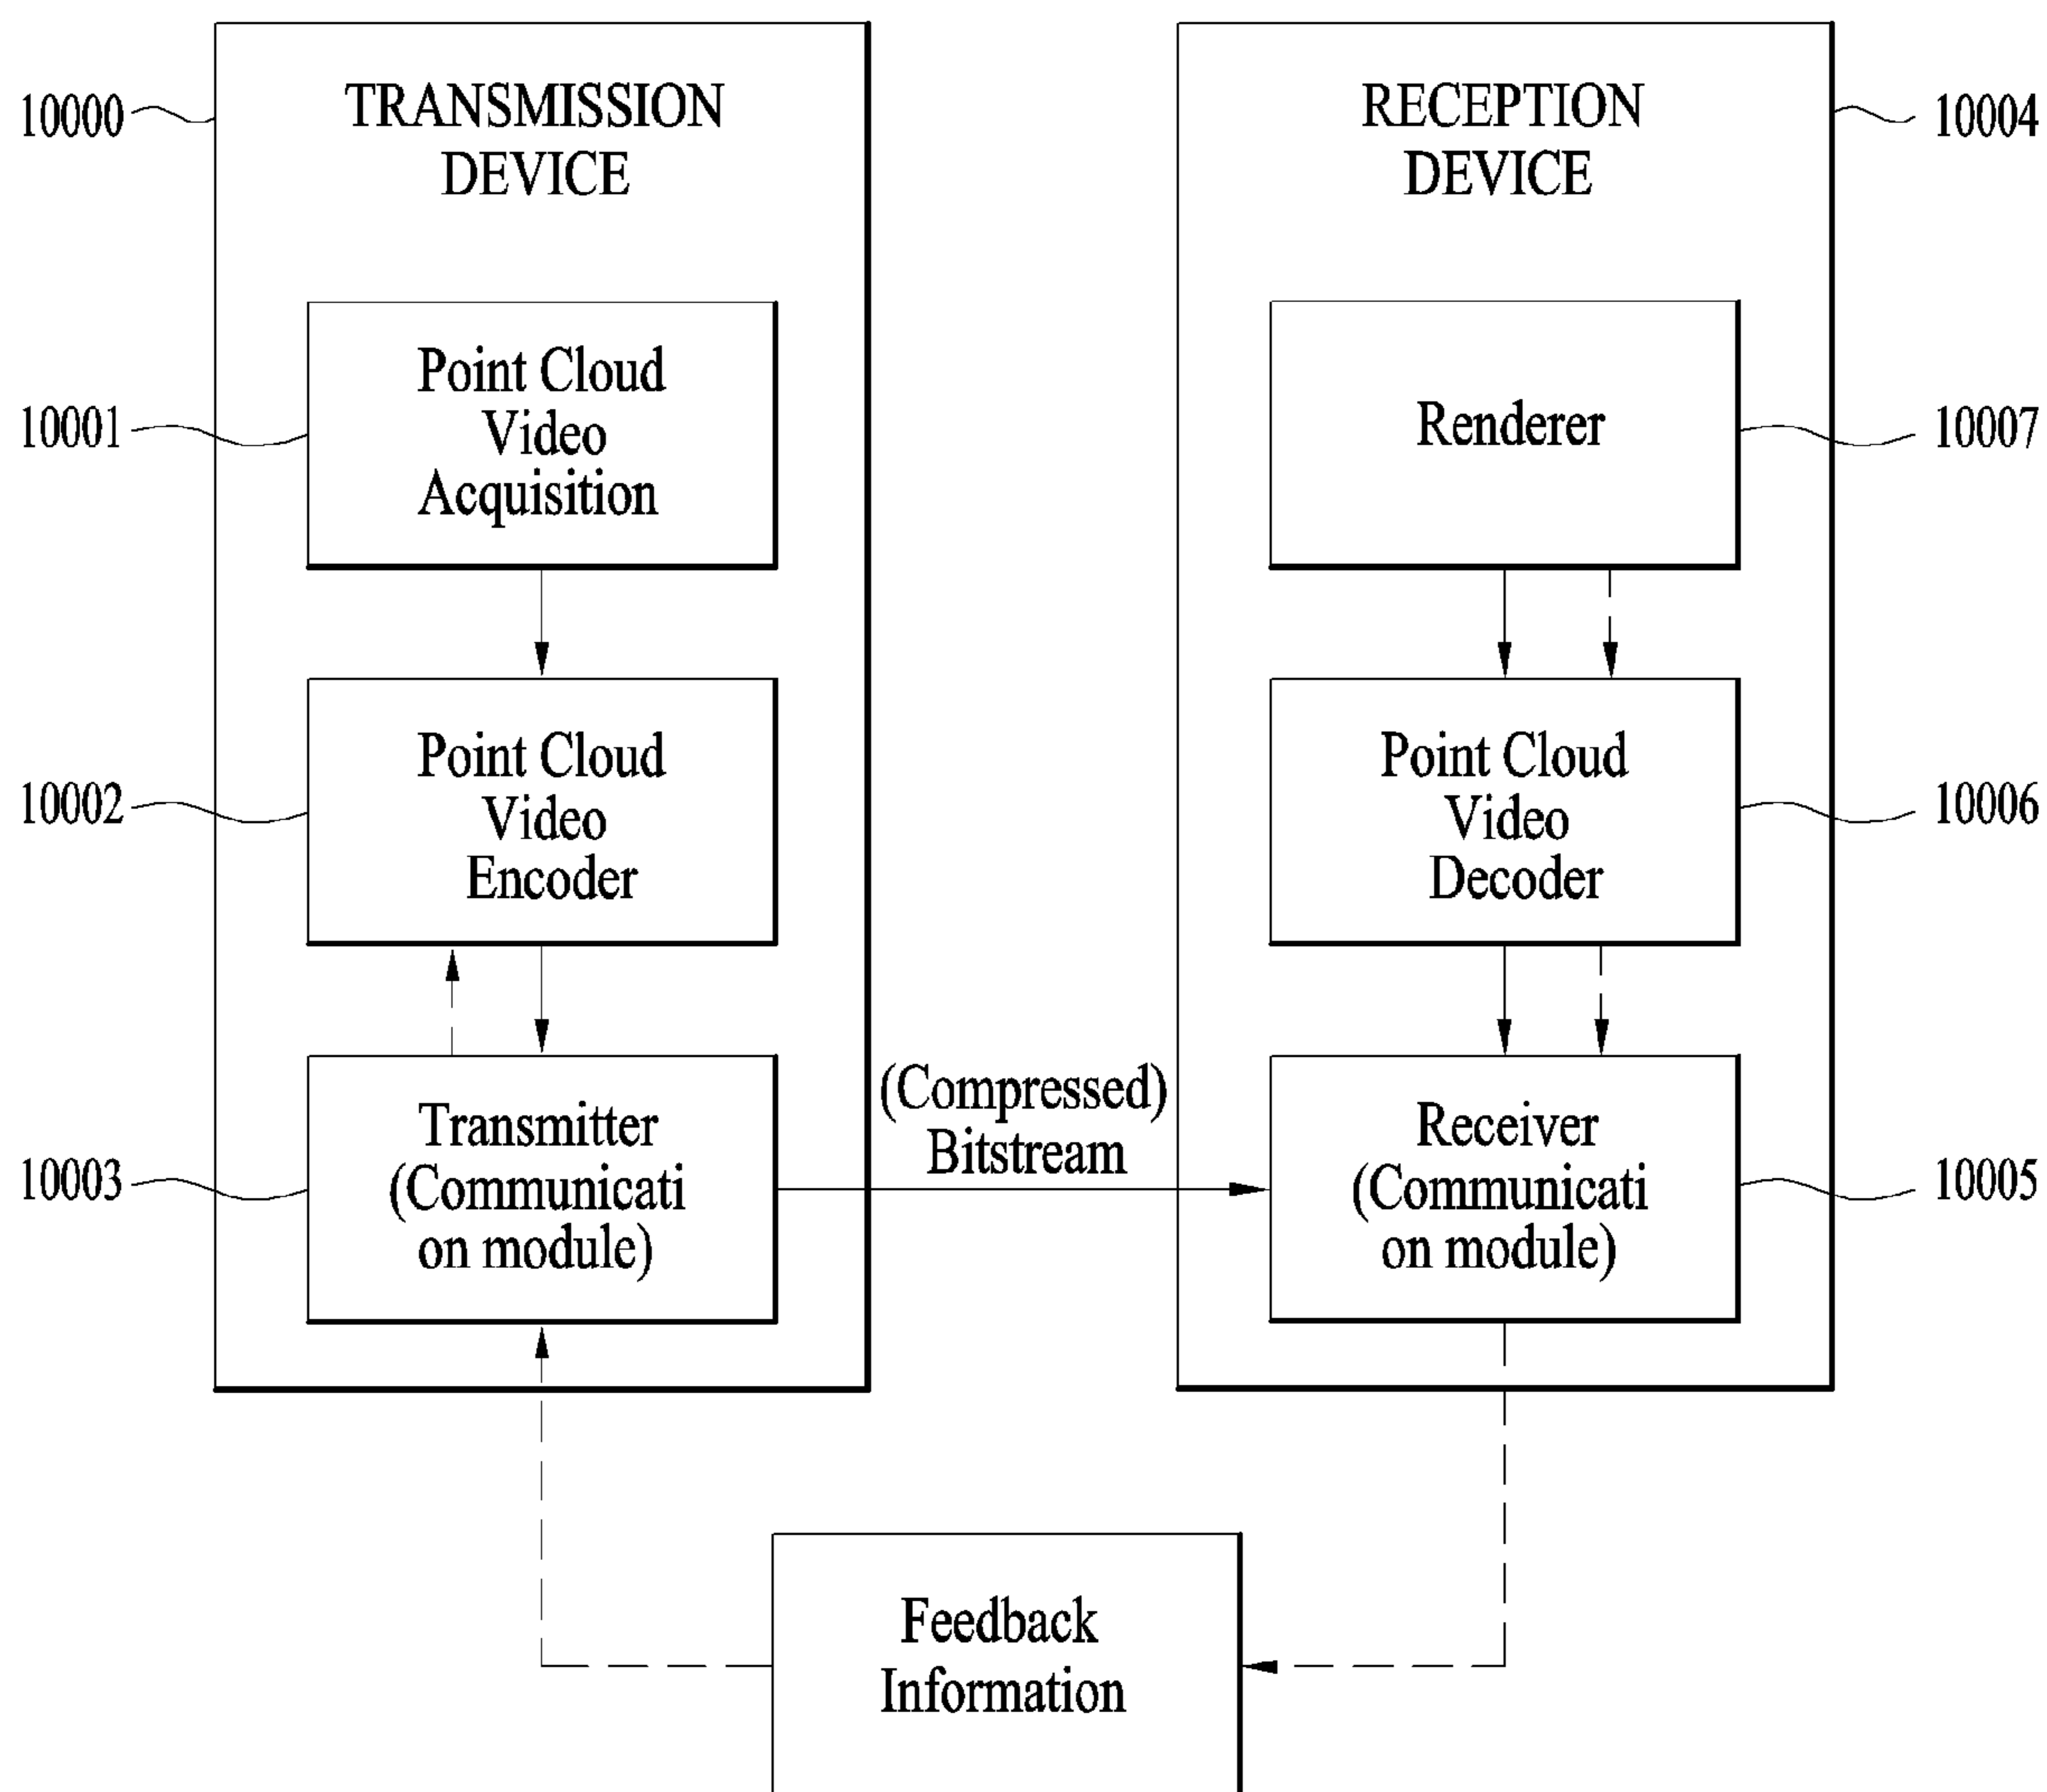 10000
TRANSMISSION
DEVICE
10001
Point Cloud
Video
Acquisition
10002
Point Cloud
Video
Encoder
10003
Transmitter
(Communicati
on module)
(Compressed)
Bitstream
RECEPTION
DEVICE
10004
Renderer
10007
Point Cloud
Video
Decoder
10006
Receiver
(Communicati
on module)
10005
Feedback
Information